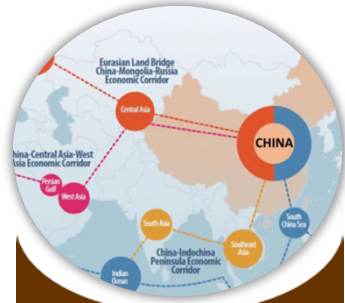 Eurasian Land Bridge
China-Mongolia-Russia
Economic Corridor
Central Asia
CHINA
hina-Central Asia-West
Asia Economic Corridor
Persian
Gulf
West Asia
South Asia
South
China Sea
Southeast
Asia
China-Indochina
Peninsula Economic
Corridor
Indian
Ocean